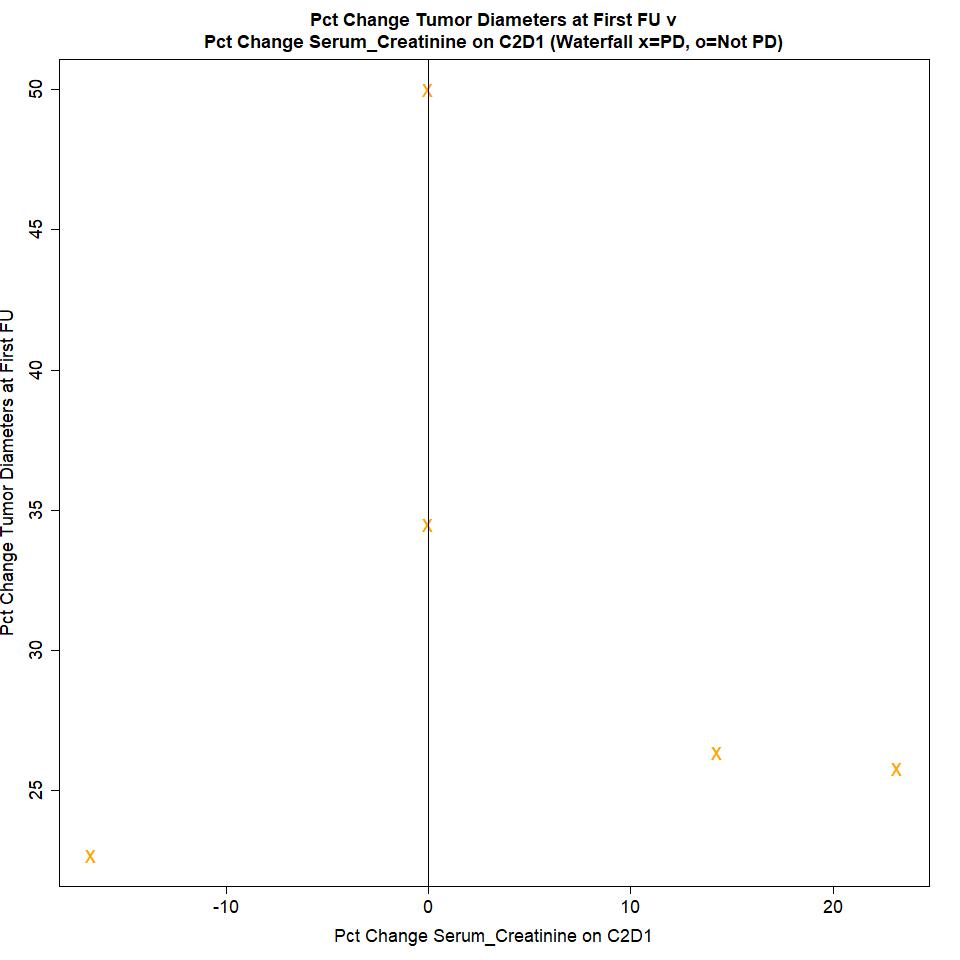 Pct Change Tumor Diameters at First FU v
Pct Change Serum_Creatinine on C2D1 (Waterfall x=PD, o=Not PD)
Pct Change Tumor Diameters at First FU
50
45
40
35
30
25
X
X
X
X
X
-10
0
10
20
Pct Change Serum_Creatinine on C2D1